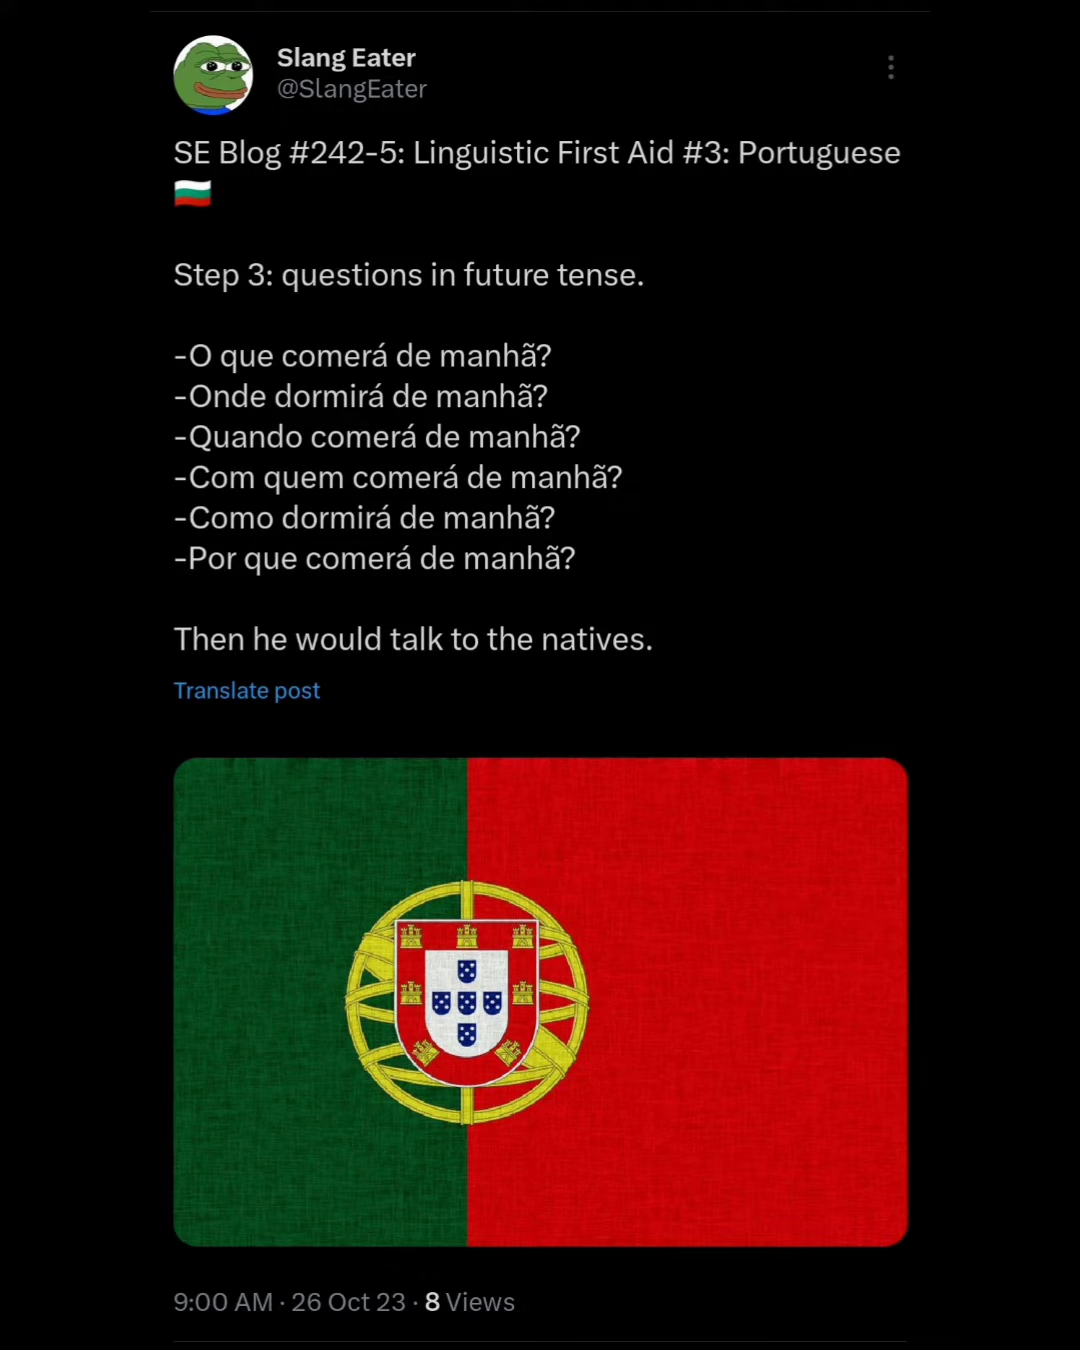 Slang Eater
@SlangEater
SE Blog #242-5: Linguistic First Aid #3: Portuguese
🇧🇬
Step 3: questions in future tense.
-O que comerá de manhã?
-Onde dormirá de manhã?
-Quando comerá de manhã?
-Com quem comerá de manhã?
-Como dormirá de manhã?
-Por que comerá de manhã?
Then he would talk to the natives.
Translate post
9:00 AM · 26 Oct 23 · 8 Views